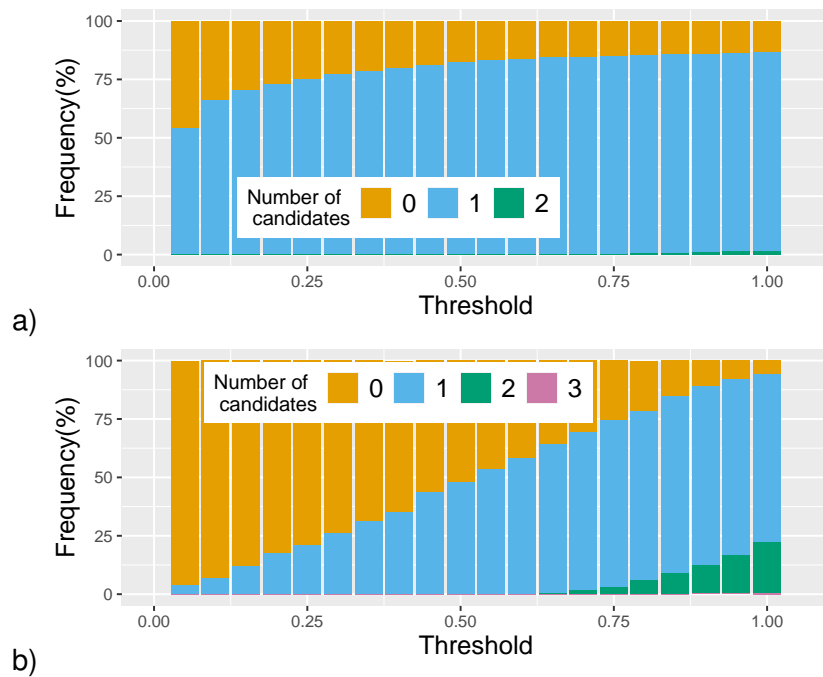 100
75
50
25
0
Frequency(%)
Number of
candidates
0 1 2
0.00 0.25 0.50 0.75 1.00
Threshold
a)
100
75
50
25
0
Frequency(%)
Number of
candidates
0 1 2 3
0.00 0.25 0.50 0.75 1.00
Threshold
b)